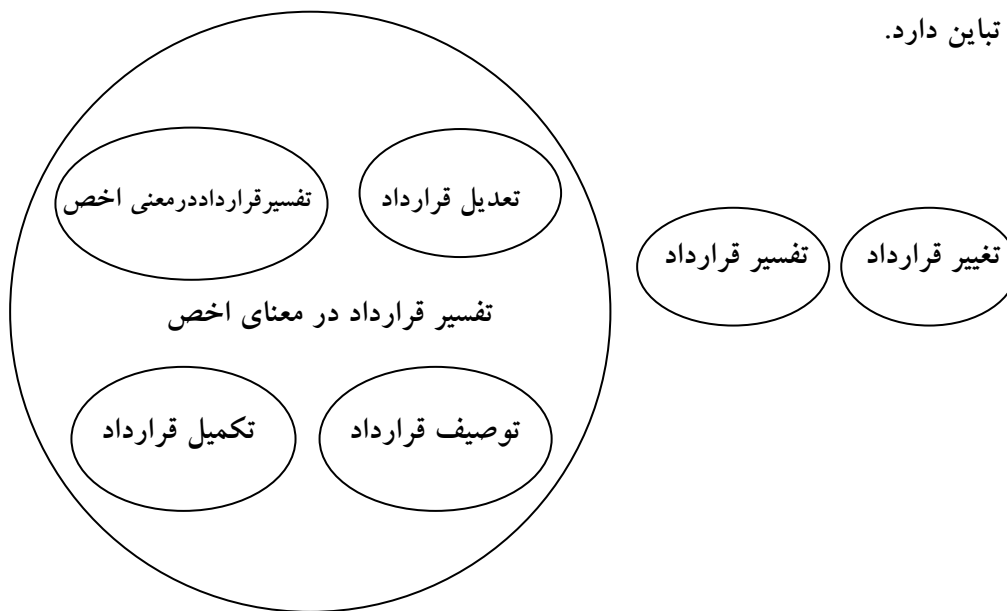 تباین دارد.
تعدیل قرارداد
تفسیرقرارداددرمعنی اخص
تغییر قرارداد
تفسیر قرارداد
تفسیر قرارداد در معنای اخص
توصیف قرارداد
تکمیل قرارداد